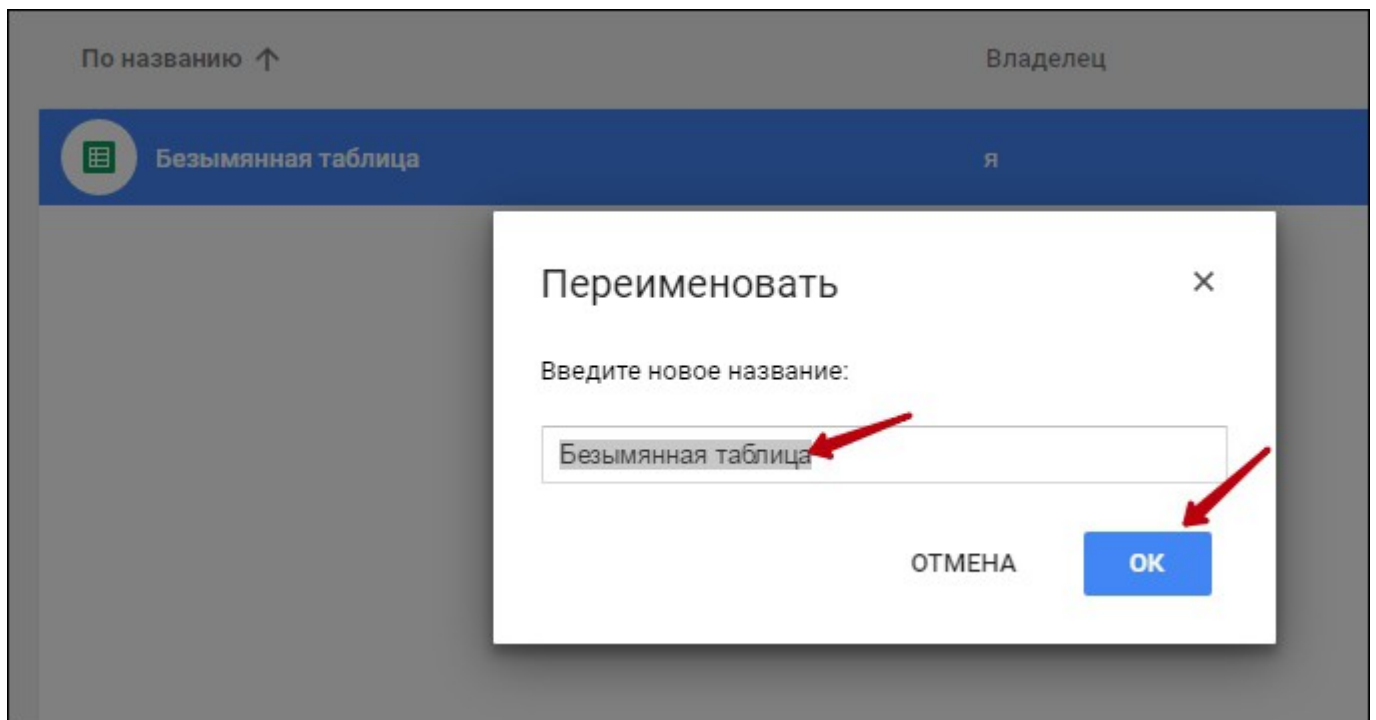 По названию ↑ Владелец
Безымянная таблица я
Переименовать ×
Введите новое название:
Безымянная таблица
ОТМЕНА ОК